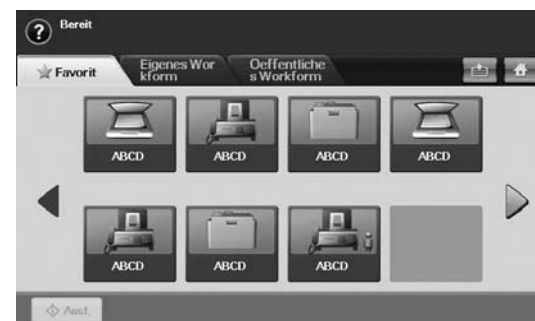 Bereit
Favorit
Eigenes Wor
kform
Oeffentliche
s Workform
ABCD ABCD ABCD ABCD
ABCD ABCD ABCD
Ausf.